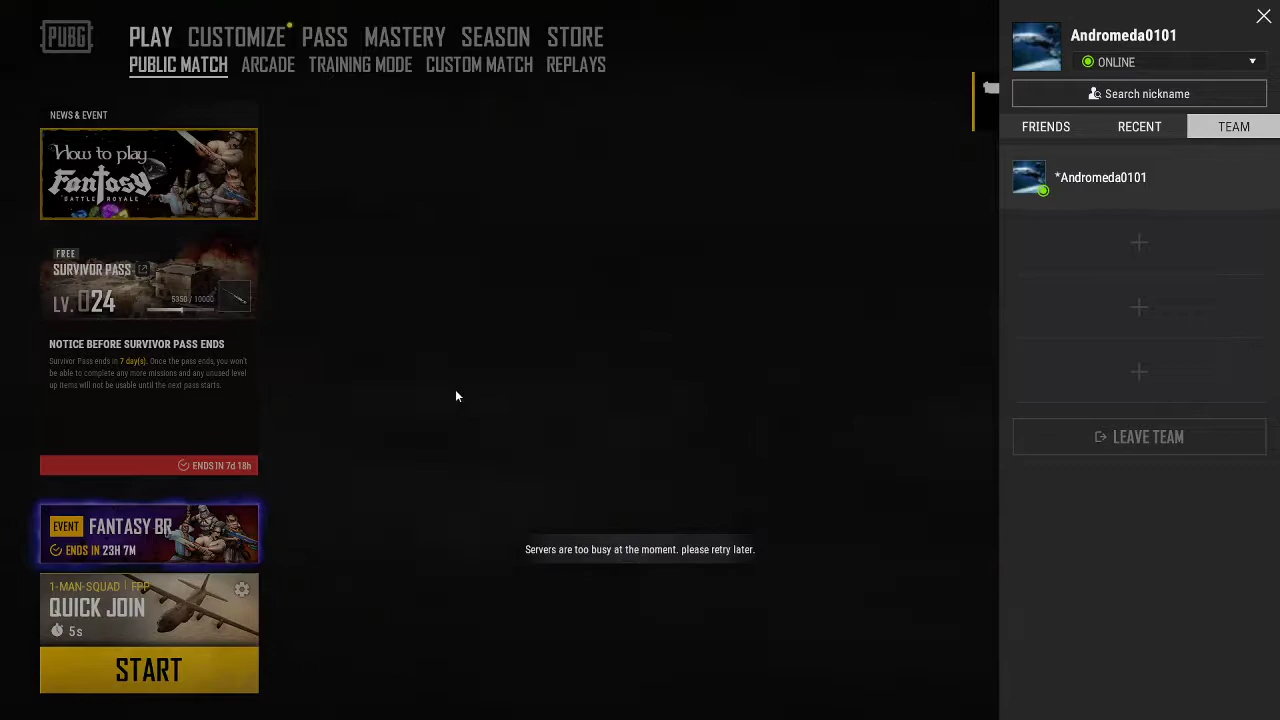 PUBG
PLAY CUSTOMIZE PASS MASTERY SEASON STORE
PUBLIC MATCH ARCADE TRAINING MODE CUSTOM MATCH REPLAYS
NEWS & EVENT
How to play
Fantasy
BATTLE ROYALE
FREE
SURVIVOR PASS
LV. 024
5350 / 10000
NOTICE BEFORE SURVIVOR PASS ENDS
Survivor Pass ends in 7 day(s). Once the pass ends, you won't
be able to complete any more missions and any unused level
up items will not be usable until the next pass starts.
ENDS IN 7d 18h
EVENT FANTASY BR
ENDS IN 23H 7M
1-MAN-SQUAD | FPP
QUICK JOIN
5s
START
Servers are too busy at the moment. please retry later.
Andromeda0101
ONLINE
Search nickname
FRIENDS RECENT TEAM
*Andromeda0101
LEAVE TEAM